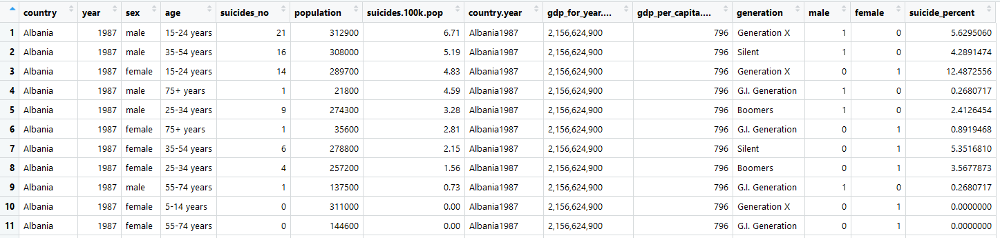 country year sex age suicides_no population suicides.100k.pop country.year gdp_for_year.... gdp_per_capita.... generation male female suicide_percent
1 Albania 1987 male 15-24 years 21 312900 6.71 Albania1987 2,156,624,900 796 Generation X 1 0 5.6295060
2 Albania 1987 male 35-54 years 16 308000 5.19 Albania1987 2,156,624,900 796 Silent 1 0 4.2891474
3 Albania 1987 female 15-24 years 14 289700 4.83 Albania1987 2,156,624,900 796 Generation X 0 1 12.4872556
4 Albania 1987 male 75+ years 1 21800 4.59 Albania1987 2,156,624,900 796 G.I. Generation 1 0 0.2680717
5 Albania 1987 male 25-34 years 9 274300 3.28 Albania1987 2,156,624,900 796 Boomers 1 0 2.4126454
6 Albania 1987 female 75+ years 1 35600 2.81 Albania1987 2,156,624,900 796 G.I. Generation 0 1 0.8919468
7 Albania 1987 female 35-54 years 6 278800 2.15 Albania1987 2,156,624,900 796 Silent 0 1 5.3516810
8 Albania 1987 female 25-34 years 4 257200 1.56 Albania1987 2,156,624,900 796 Boomers 0 1 3.5677873
9 Albania 1987 male 55-74 years 1 137500 0.73 Albania1987 2,156,624,900 796 G.I. Generation 1 0 0.2680717
10 Albania 1987 female 5-14 years 0 311000 0.00 Albania1987 2,156,624,900 796 Generation X 0 1 0.0000000
11 Albania 1987 female 55-74 years 0 144600 0.00 Albania1987 2,156,624,900 796 G.I. Generation 0 1 0.0000000